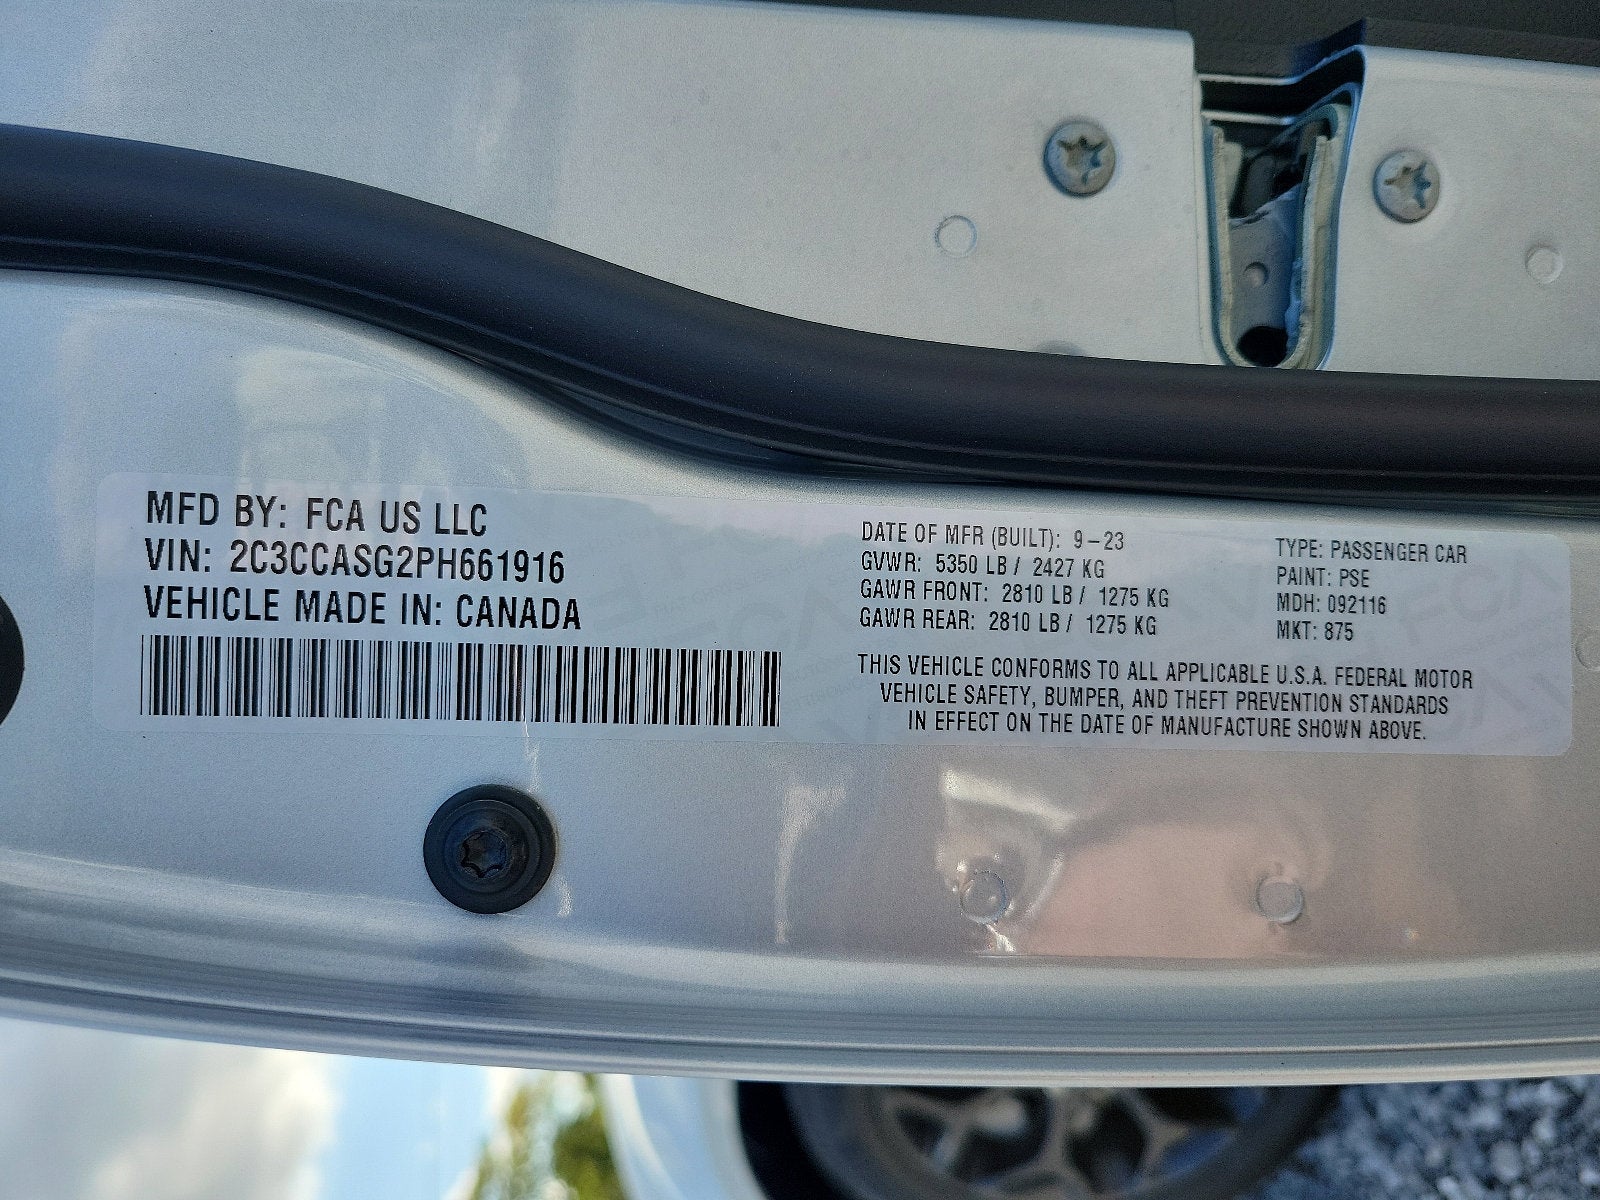 MFD BY: FCA US LLC
VIN: 2C3CCASG2PH661916
VEHICLE MADE IN: CANADA
DATE OF MFR (BUILT): 9-23
GVWR: 5350 LB / 2427 KG
GAWR FRONT: 2810 LB / 1275 KG
GAWR REAR: 2810 LB / 1275 KG
TYPE: PASSENGER CAR
PAINT: PSE
MDH: 092116
MKT: 875
THIS VEHICLE CONFORMS TO ALL APPLICABLE U.S.A. FEDERAL MOTOR
VEHICLE SAFETY, BUMPER, AND THEFT PREVENTION STANDARDS
IN EFFECT ON THE DATE OF MANUFACTURE SHOWN ABOVE.